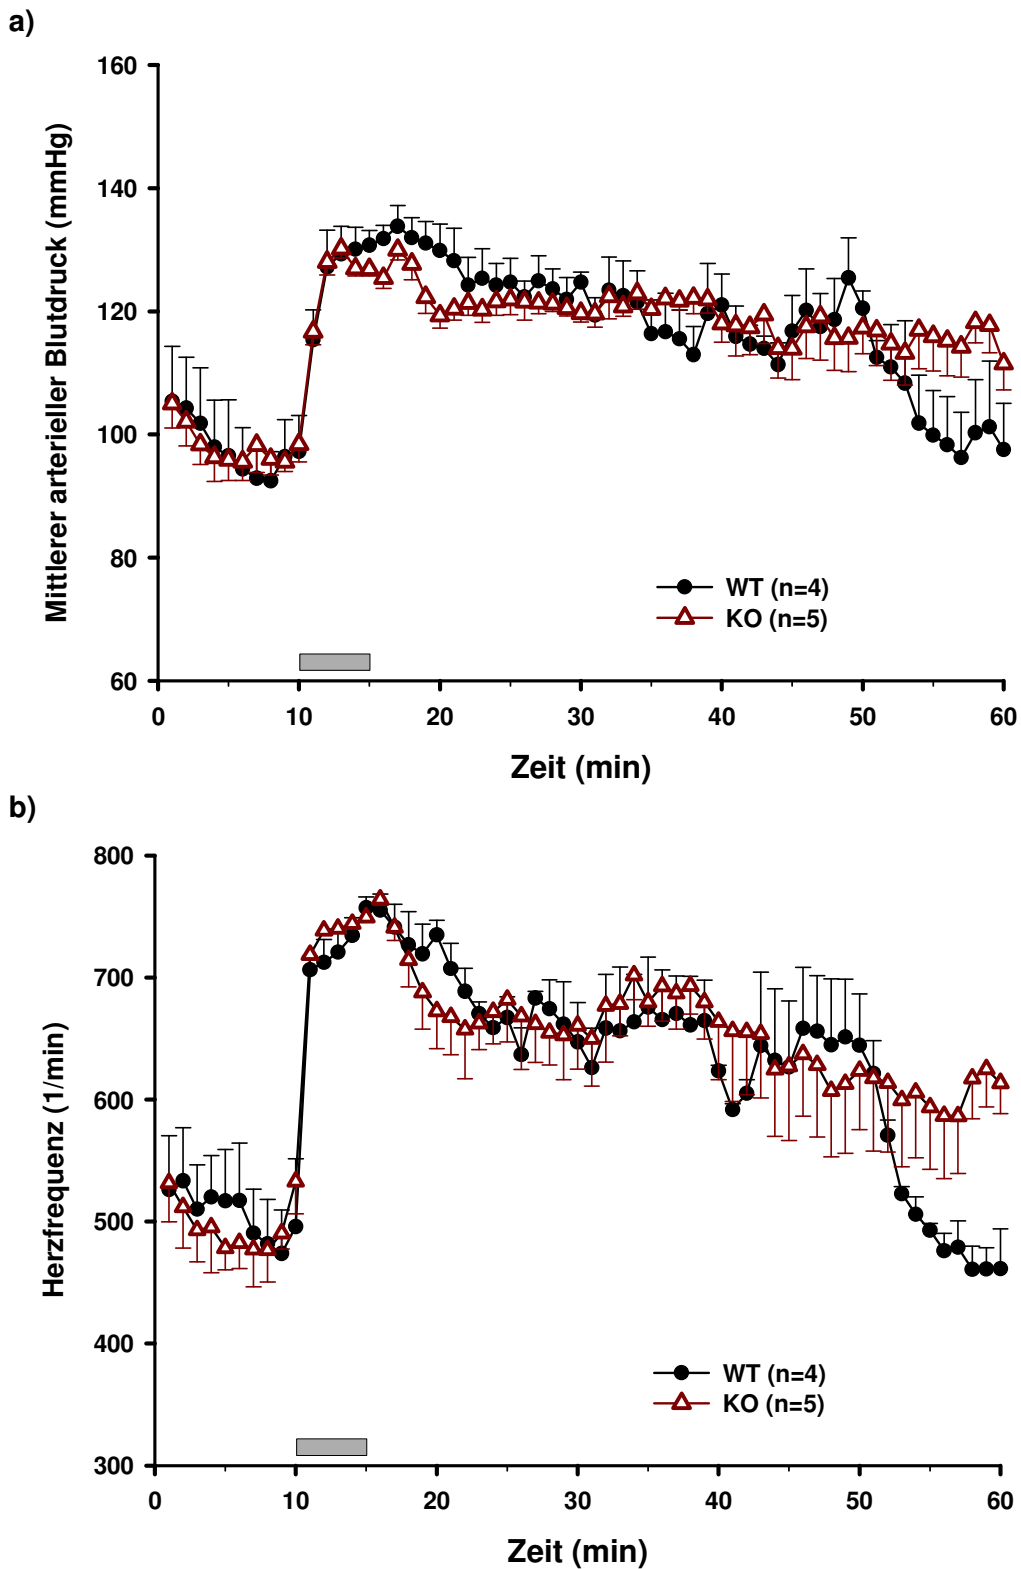 a)
160
140
120
100
80
60
Mittlerer arterieller Butdruck (mmHg)
WT (n=4)
KO (n=5)
0 10 20 30 40 50 60
Zeit (min)
b)
800
700
600
500
400
300
Herzfrequenz (1/min)
WT (n=4)
KO (n=5)
0 10 20 30 40 50 60
Zeit (min)